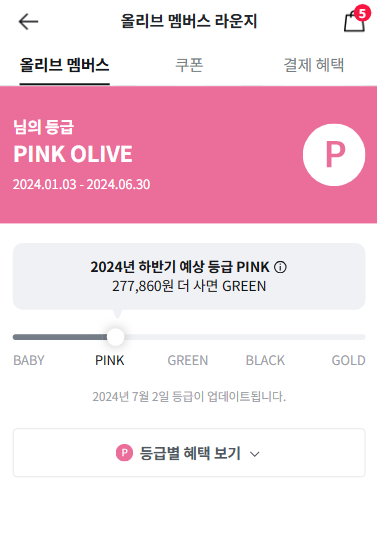 올리브 멤버스 라운지
5
올리브 멤버스 쿠폰 결제 혜택
님의 등급
PINK OLIVE
2024.01.03 - 2024.06.30
P
2024년 하반기 예상 등급 PINK
277,860원 더 사면 GREEN
BABY PINK GREEN BLACK GOLD
2024년 7월 2일 등급이 업데이트됩니다.
P 등급별 혜택 보기